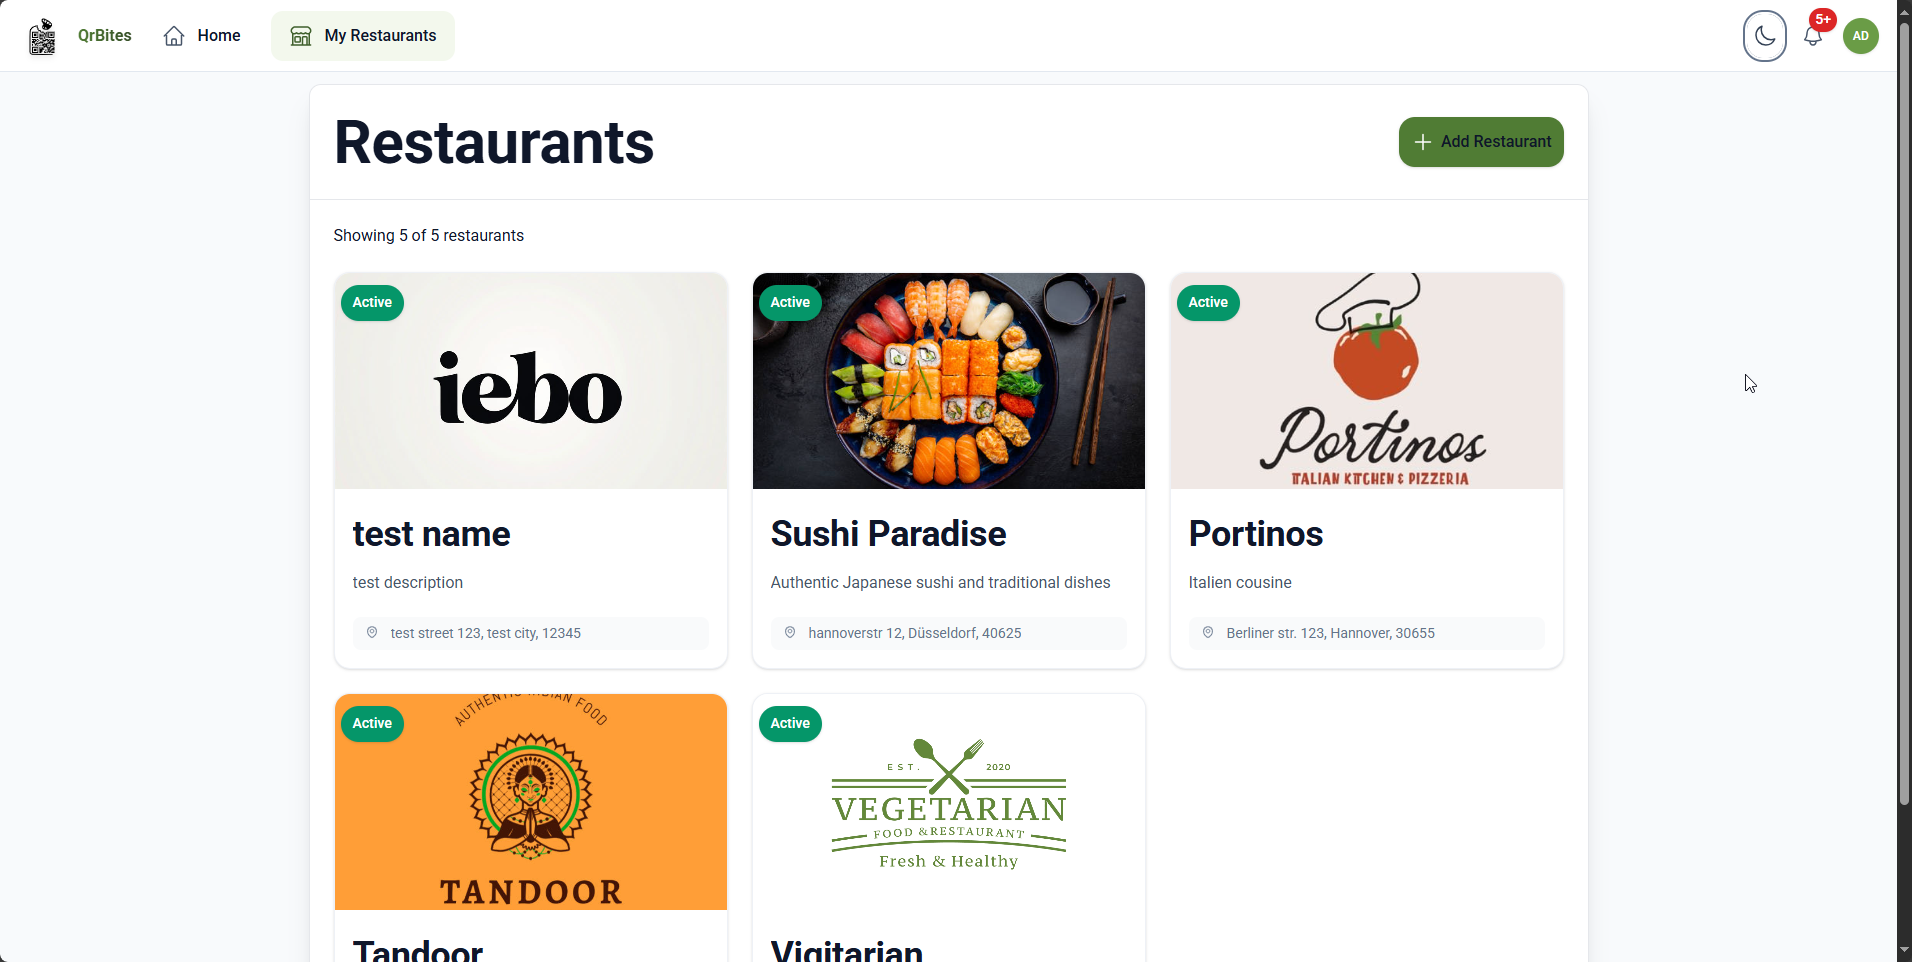 QrBites
Home
My Restaurants
5+
AD
Restaurants
Add Restaurant
Showing 5 of 5 restaurants
Active
iebo
test name
test description
test street 123, test city, 12345
Active
Sushi Paradise
Authentic Japanese sushi and traditional dishes
hannoverstr 12, Düsseldorf, 40625
Active
Portinos
ITALIAN KITCHEN & PIZZERIA
Portinos
Italien cousine
Berliner str. 123, Hannover, 30655
Active
AUTHENTIC INDIAN FOOD
TANDOOR
Tandoor
Active
EST. 2020
VEGETARIAN
FOOD & RESTAURANT
Fresh & Healthy
Vigitarian